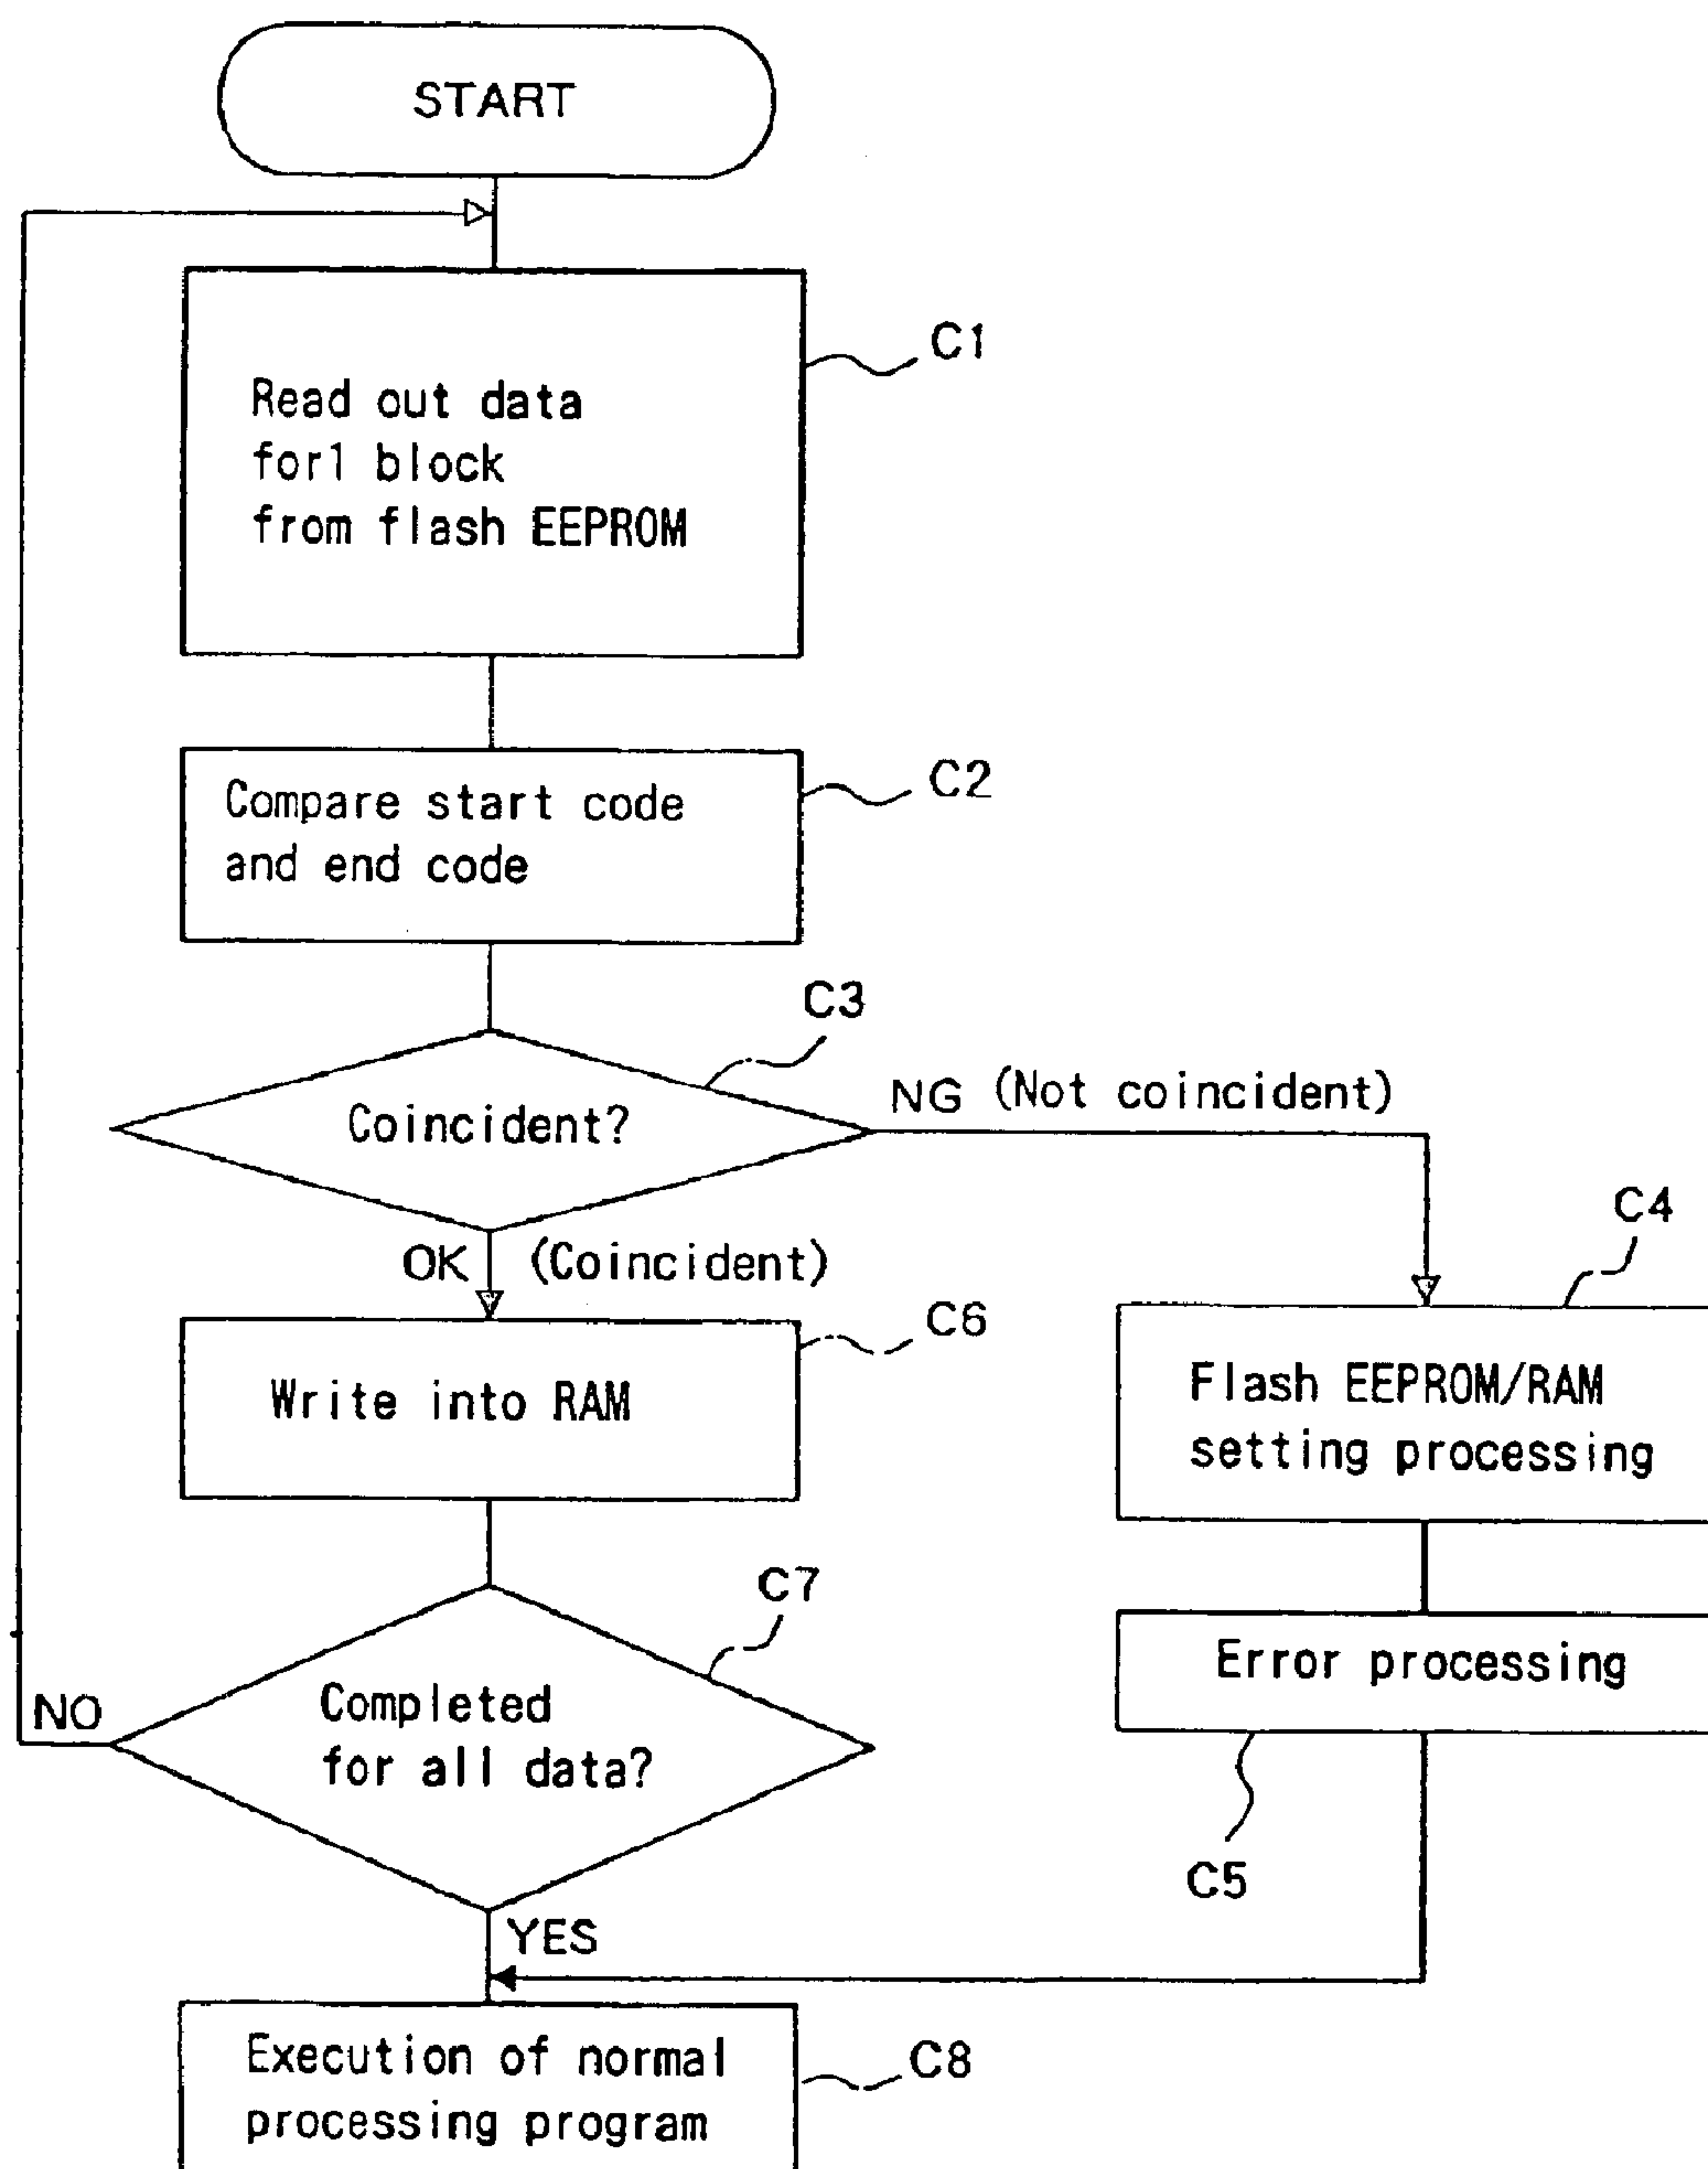 START
C1
Read out data
for1 block
from flash EEPROM
C2
Compare start code
and end code
C3
NG (Not coincident)
Coincident?
C4
OK (Coincident)
C6
Flash EEPROM/RAM
setting processing
Write into RAM
C7
Error processing
NO
Completed
for all data?
C5
YES
Execution of normal
processing program
C8